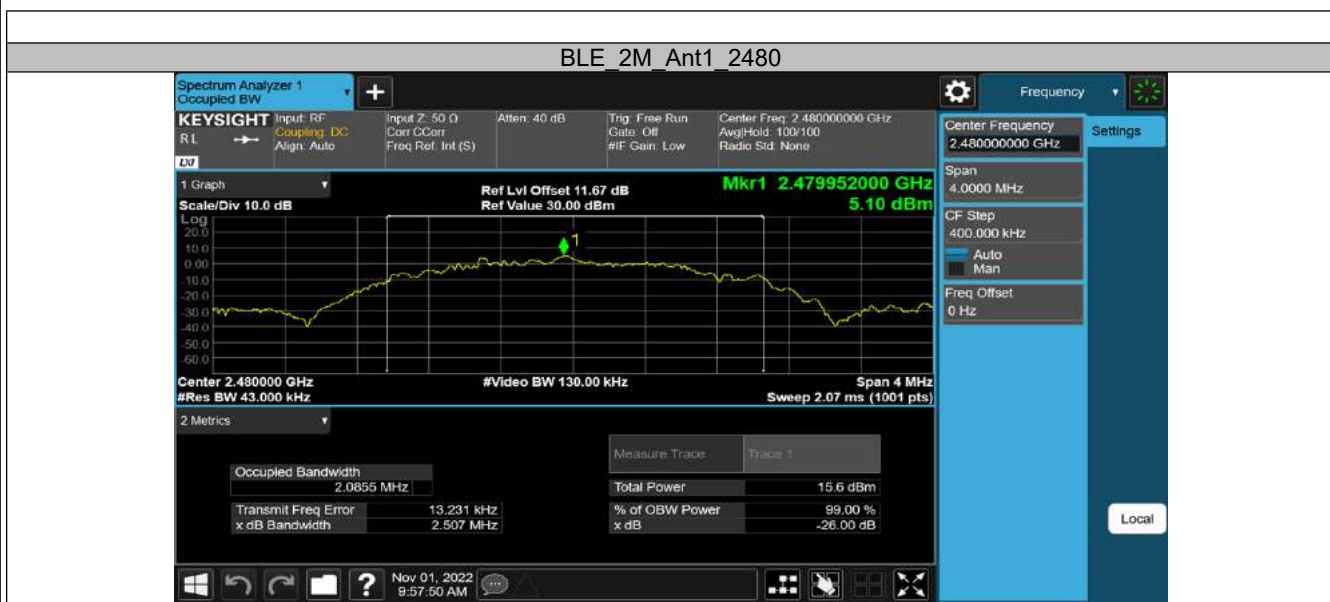 BLE_2M_Ant1_2480
Spectrum Analyzer 1
Occupied BW
+
Frequency
KEYSIGHT
RL
LXI
Input: RF
Coupling: DC
Align: Auto
Input Z: 50 Ω
Corr CCorr
Freq Ref: Int (S)
Atten: 40 dB
Trig: Free Run
Gate: Off
#IF Gain: Low
Center Freq: 2.480000000 GHz
Avg|Hold: 100/100
Radio Std: None
Center Frequency
2.480000000 GHz
Settings
Span
4.0000 MHz
CF Step
400.000 kHz
Auto
Man
Freq Offset
0 Hz
Local
1 Graph
Scale/Div 10.0 dB
Ref Lvl Offset 11.67 dB
Ref Value 30.00 dBm
Mkr1 2.479952000 GHz
5.10 dBm
Log
20.0
10.0
0.00
-10.0
-20.0
-30.0
-40.0
-50.0
-60.0
1
Center 2.480000 GHz
#Res BW 43.000 kHz
#Video BW 130.00 kHz
Span 4 MHz
Sweep 2.07 ms (1001 pts)
2 Metrics
Measure Trace Trace 1
Occupied Bandwidth
2.0855 MHz
Total Power 15.6 dBm
Transmit Freq Error 13.231 kHz
% of OBW Power 99.00 %
x dB Bandwidth 2.507 MHz
x dB -26.00 dB
?
Nov 01, 2022
9:57:50 AM